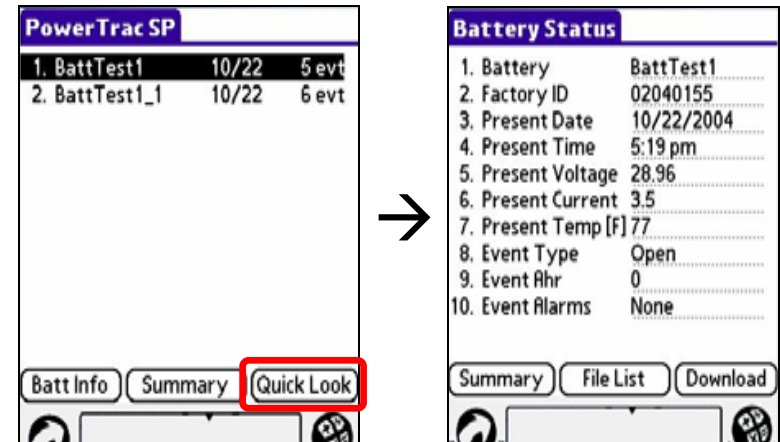 PowerTrac SP
1. BattTest1 10/22 5 evt
2. BattTest1_1 10/22 6 evt
Batt Info Summary Quick Look
Battery Status
1. Battery BattTest1
2. Factory ID 02040155
3. Present Date 10/22/2004
4. Present Time 5:19 pm
5. Present Voltage 28.96
6. Present Current 3.5
7. Present Temp [F] 77
8. Event Type Open
9. Event Ahr 0
10. Event Alarms None
Summary File List Download